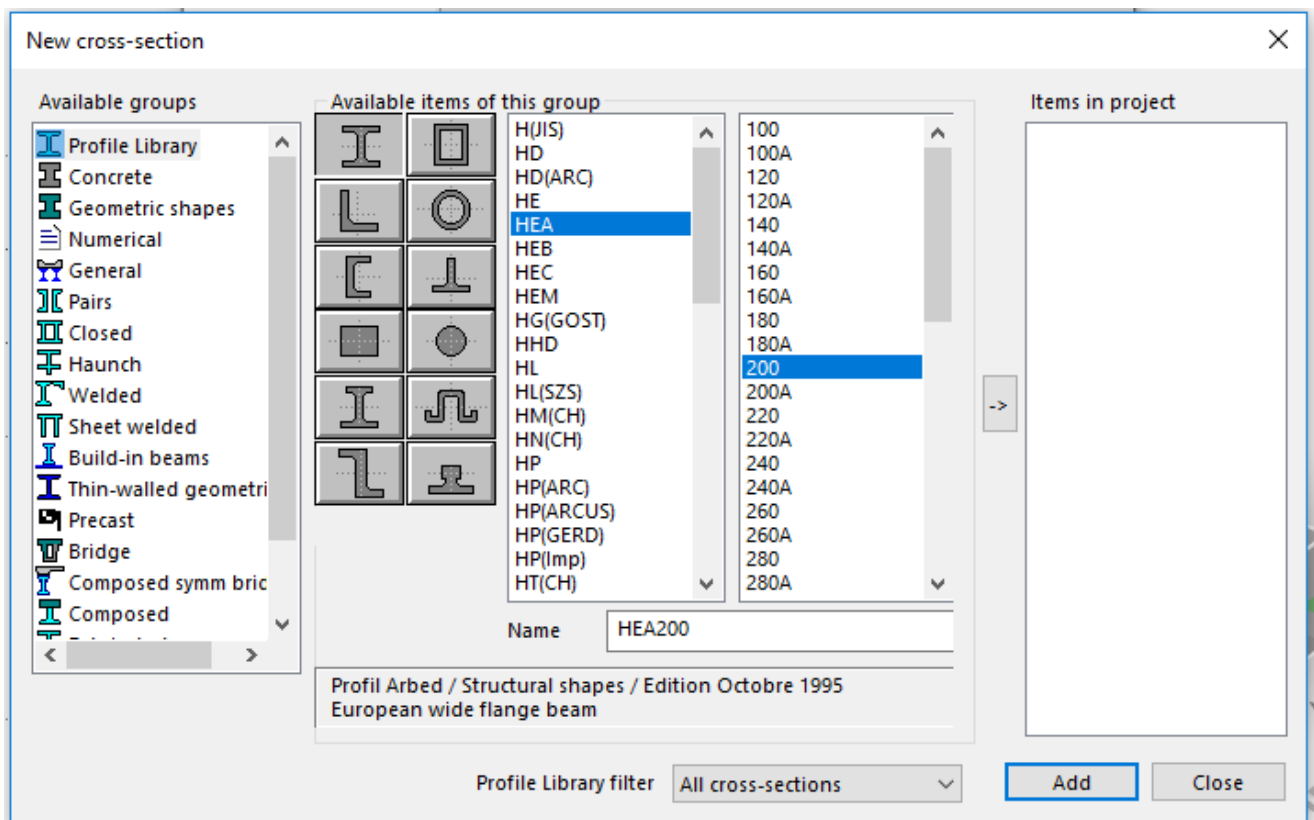 New cross-section
Available groups
Profile Library
Concrete
Geometric shapes
Numerical
General
Pairs
Closed
Haunch
Welded
Sheet welded
Build-in beams
Thin-walled geometri
Precast
Bridge
Composed symm bric
Composed
Available items of this group
H(JIS)
HD
HD(ARC)
HE
HEA
HEB
HEC
HEM
HG(GOST)
HHD
HL
HL(SZS)
HM(CH)
HN(CH)
HP
HP(ARC)
HP(ARCUS)
HP(GERD)
HP(Imp)
HT(CH)
100
100A
120
120A
140
140A
160
160A
180
180A
200
200A
220
220A
240
240A
260
260A
280
280A
Name HEA200
Profil Arbed / Structural shapes / Edition Octobre 1995
European wide flange beam
->
Items in project
Profile Library filter All cross-sections
Add Close